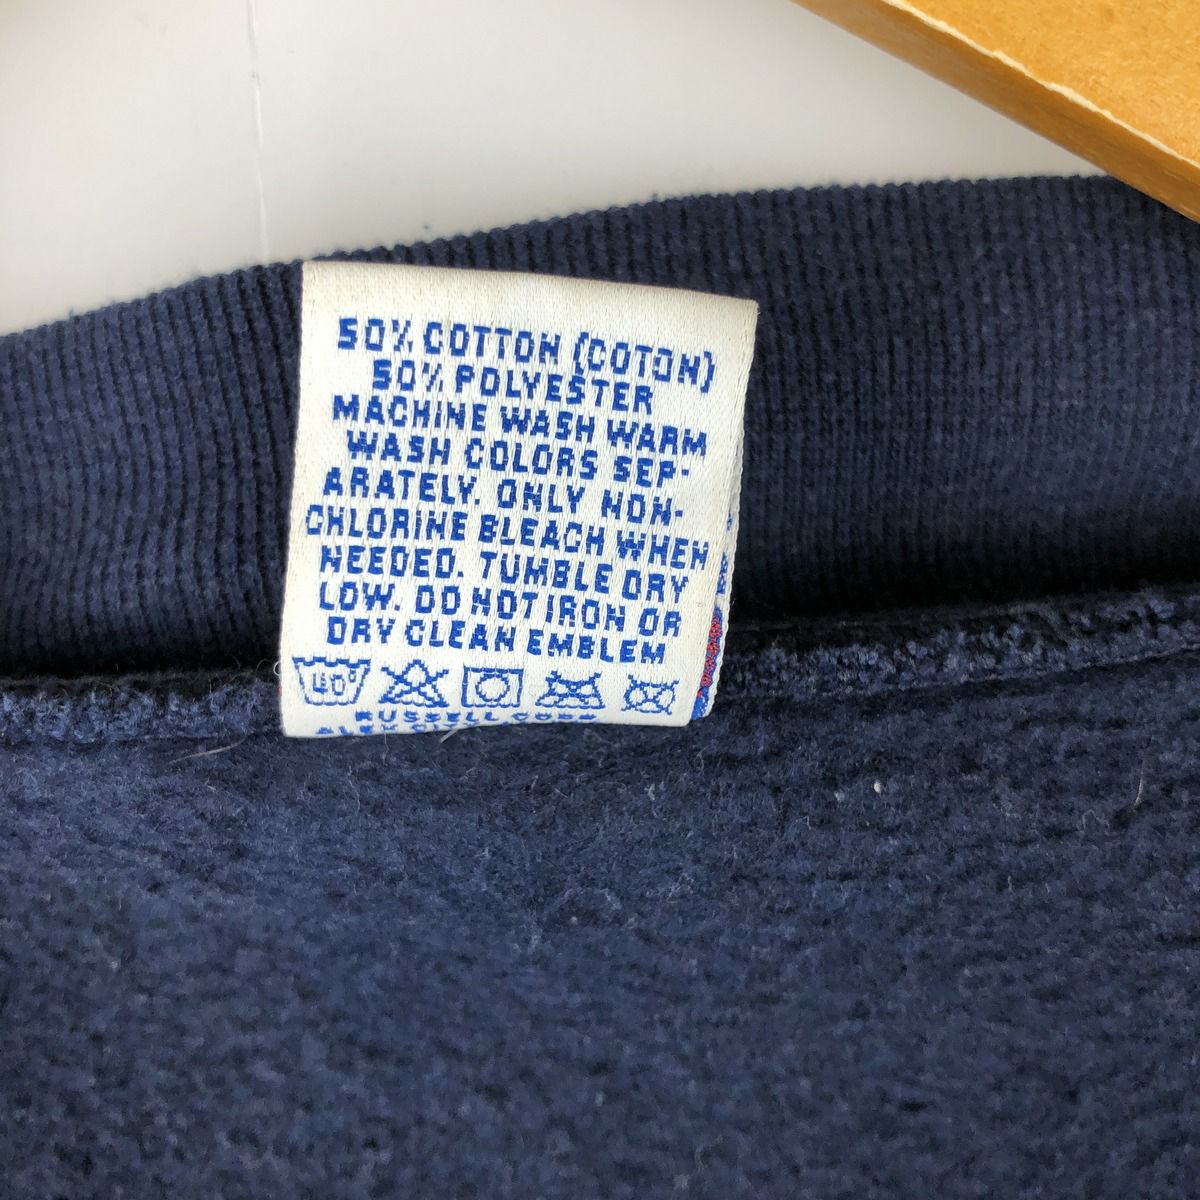 50% COTTON (COTON)
50% POLYESTER
MACHINE WASH WARM
WASH COLORS SEP-
ARATELY. ONLY NON-
CHLORINE BLEACH WHEN
NEEDED. TUMBLE DRY
LOW. DO NOT IRON OR
DRY CLEAN EMBLEM
40°
RUSSELL CORP